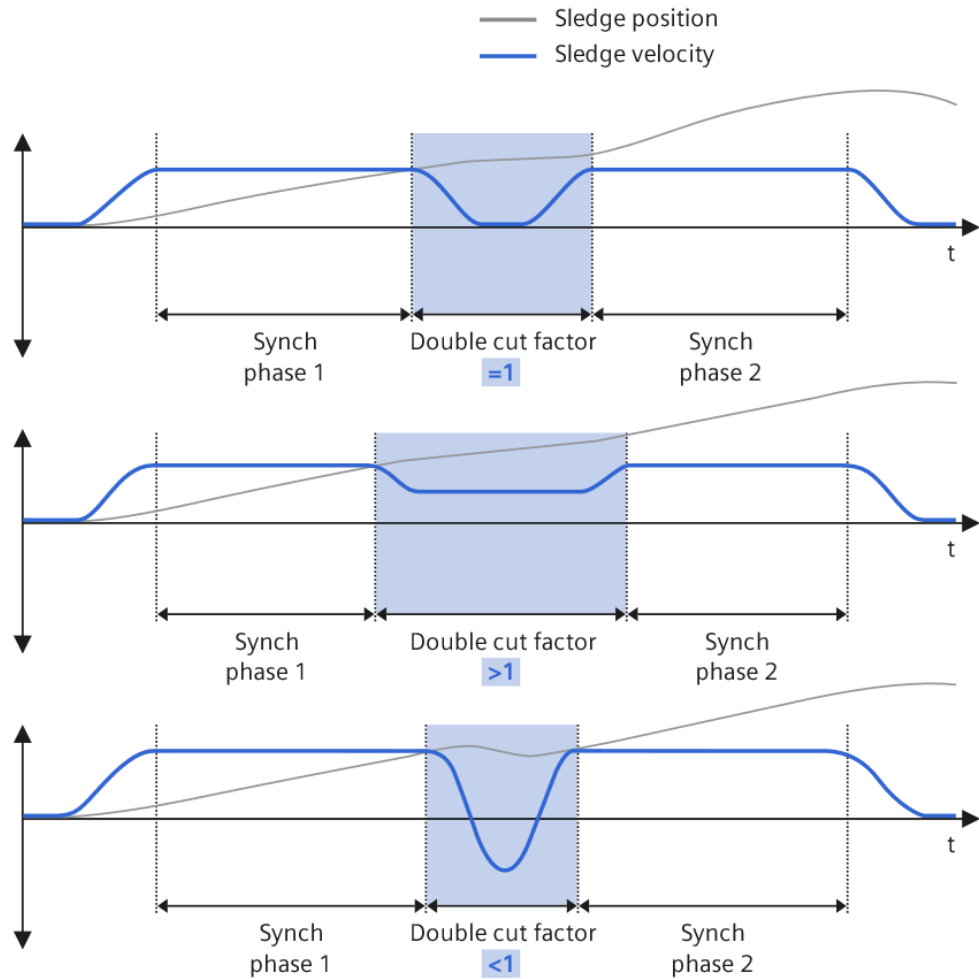 Sledge position
Sledge velocity
t
Synch
phase 1
Double cut factor
=1
Synch
phase 2
t
Synch
phase 1
Double cut factor
>1
Synch
phase 2
t
Synch
phase 1
Double cut factor
<1
Synch
phase 2